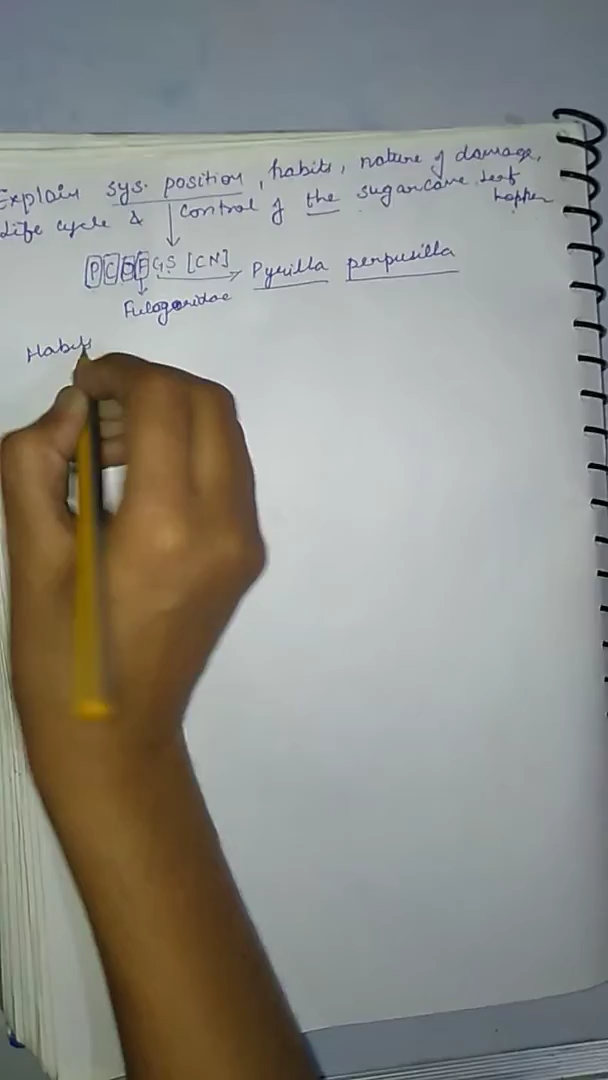 Explain sys. position, habits, nature of damage,
life cycle & control of the sugarcane leaf
hopper
PCOFGS [CN] Pyrilla perpusilla
Fulogoridae
Habits